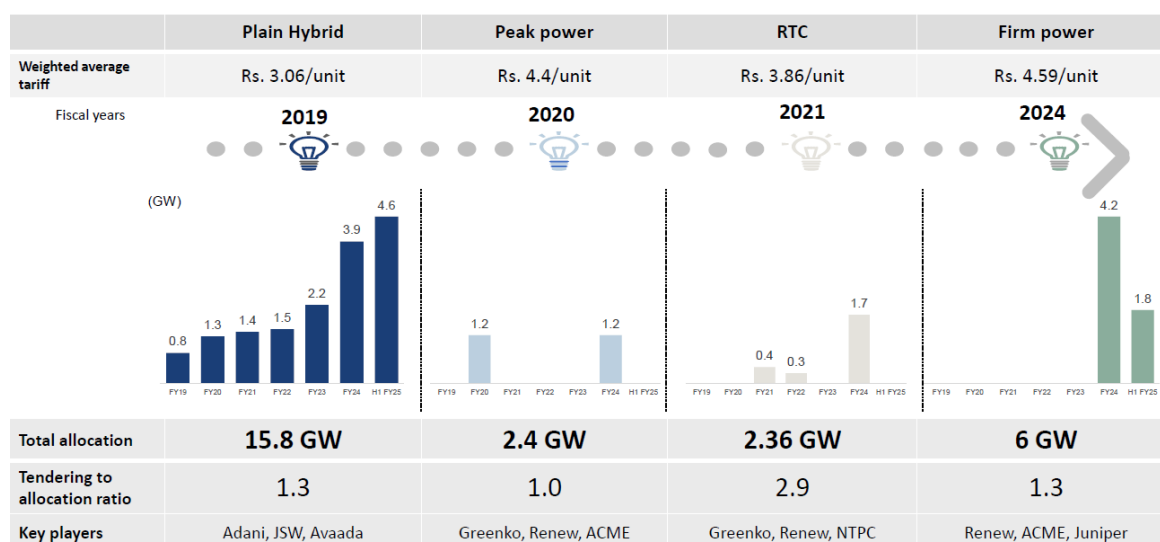 Plain Hybrid Peak power RTC Firm power
Weighted average
tariff
Rs. 3.06/unit Rs. 4.4/unit Rs. 3.86/unit Rs. 4.59/unit
Fiscal years 2019 2020 2021 2024
(GW)
0.8 1.3 1.4 1.5 2.2 3.9 4.6
FY19 FY20 FY21 FY22 FY23 FY24 H1 FY25
1.2 1.2
FY19 FY20 FY21 FY22 FY23 FY24 H1 FY25
0.4 0.3 1.7
FY19 FY20 FY21 FY22 FY23 FY24 H1 FY25
4.2 1.8
FY19 FY20 FY21 FY22 FY23 FY24 H1 FY25
Total allocation 15.8 GW 2.4 GW 2.36 GW 6 GW
Tendering to
allocation ratio
1.3 1.0 2.9 1.3
Key players Adani, JSW, Avaada Greenko, Renew, ACME Greenko, Renew, NTPC Renew, ACME, Juniper